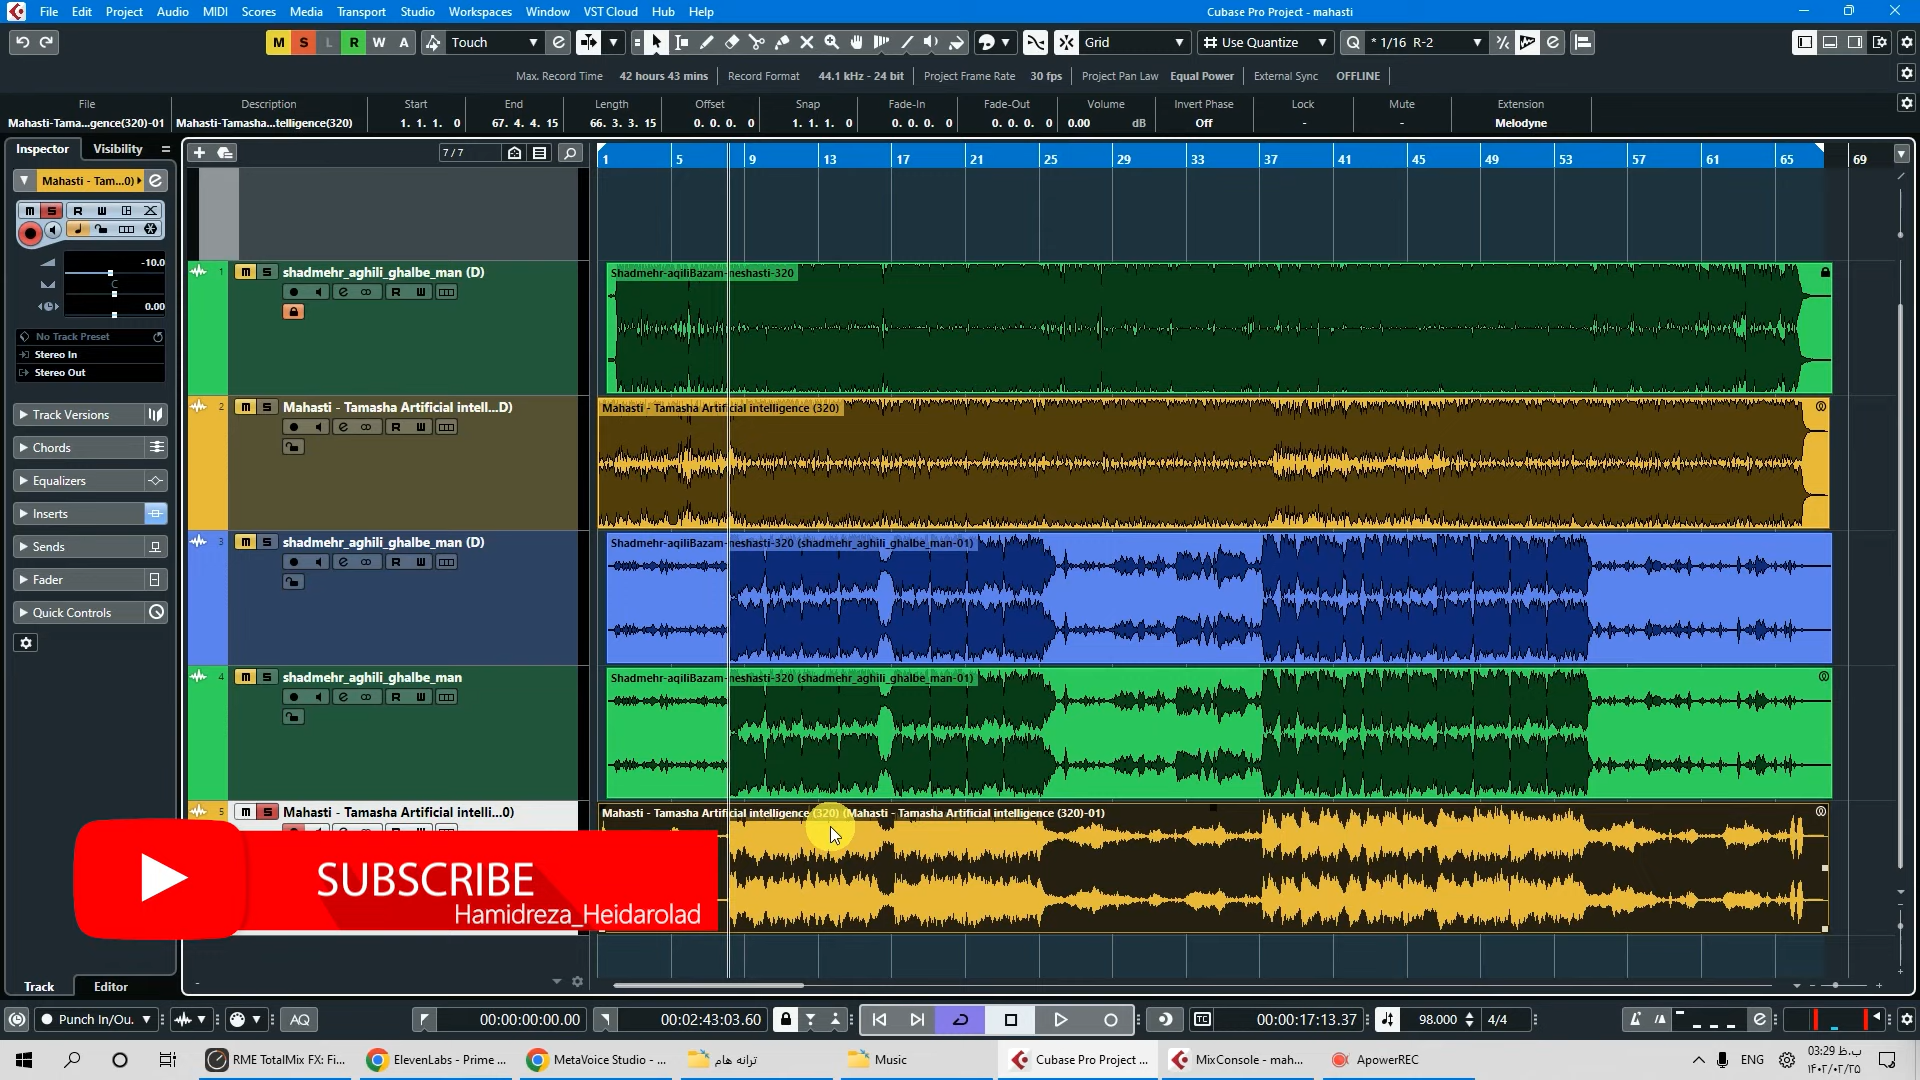 File Edit Project Audio MIDI Scores Media Transport Studio Workspaces Window VST Cloud Hub Help
Cubase Pro Project - mahasti
M S L R W A Touch Grid Use Quantize Q * 1/16 R-2
Max. Record Time 42 hours 43 mins Record Format 44.1 kHz - 24 bit Project Frame Rate 30 fps Project Pan Law Equal Power External Sync OFFLINE
File Description Start End Length Offset Snap Fade-In Fade-Out Volume Invert Phase Lock Mute Extension
Mahasti-Tama...gence(320)-01 Mahasti-Tamasha...telligence(320) 1. 1. 1. 0 67. 4. 4. 15 66. 3. 3. 15 0. 0. 0. 0 1. 1. 1. 0 0. 0. 0. 0 0. 0. 0. 0 0.00 dB Off - - Melodyne
Inspector Visibility
7 / 7
1 5 9 13 17 21 25 29 33 37 41 45 49 53 57 61 65 69
Mahasti - Tam...0)
M S R W
-10.0
C
0.00
No Track Preset
Stereo In
Stereo Out
Track Versions
Chords
Equalizers
Inserts
Sends
Fader
Quick Controls
1 M S shadmehr_aghili_ghalbe_man (D)
R W
Shadmehr-aqiliBazam-neshasti-320
2 M S Mahasti - Tamasha Artificial intell...D)
R W
Mahasti - Tamasha Artificial intelligence (320)
3 M S shadmehr_aghili_ghalbe_man (D)
R W
Shadmehr-aqiliBazam-neshasti-320 (shadmehr_aghili_ghalbe_man-01)
4 M S shadmehr_aghili_ghalbe_man
R W
Shadmehr-aqiliBazam-neshasti-320 (shadmehr_aghili_ghalbe_man-01)
5 M S Mahasti - Tamasha Artificial intelli...0)
Mahasti - Tamasha Artificial intelligence (320) (Mahasti - Tamasha Artificial intelligence (320)-01)
SUBSCRIBE
Hamidreza_Heidarolad
Track Editor
Punch In/Ou. AQ 00:00:00:00.00 00:02:43:03.60 00:00:17:13.37 98.000 4/4
RME TotalMix FX: Fi... ElevenLabs - Prime ... MetaVoice Studio - ... ترانه هام Music Cubase Pro Project ... MixConsole - mah... ApowerREC ENG
03:29 ب.ظ
۱۴۰۲/۰۲/۲۵